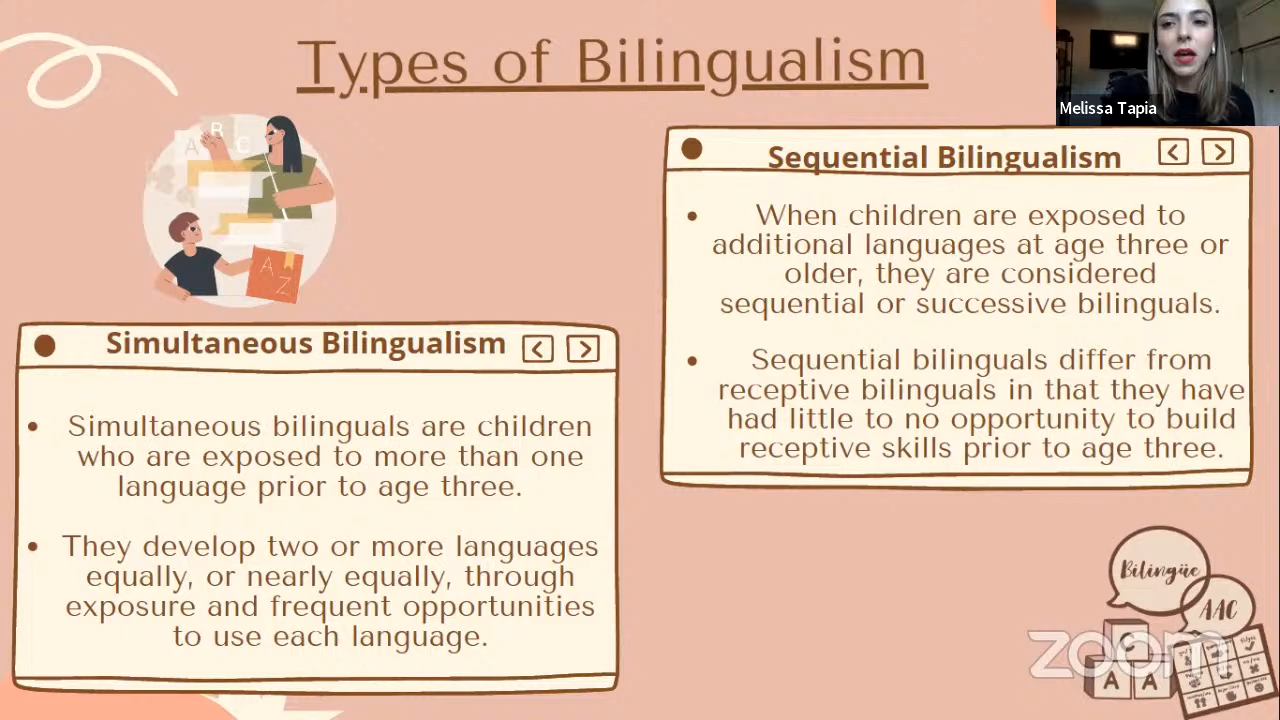 Types of Bilingualism
Melissa Tapia
A
B
C
Sequential Bilingualism
• When children are exposed to
additional languages at age three or
older, they are considered
sequential or successive bilinguals.
• Sequential bilinguals differ from
receptive bilinguals in that they have
had little to no opportunity to build
receptive skills prior to age three.
A
Z
Simultaneous Bilingualism
• Simultaneous bilinguals are children
who are exposed to more than one
language prior to age three.
• They develop two or more languages
equally, or nearly equally, through
exposure and frequent opportunities
to use each language.
Bilingüe
AAC
zoom
C
A A